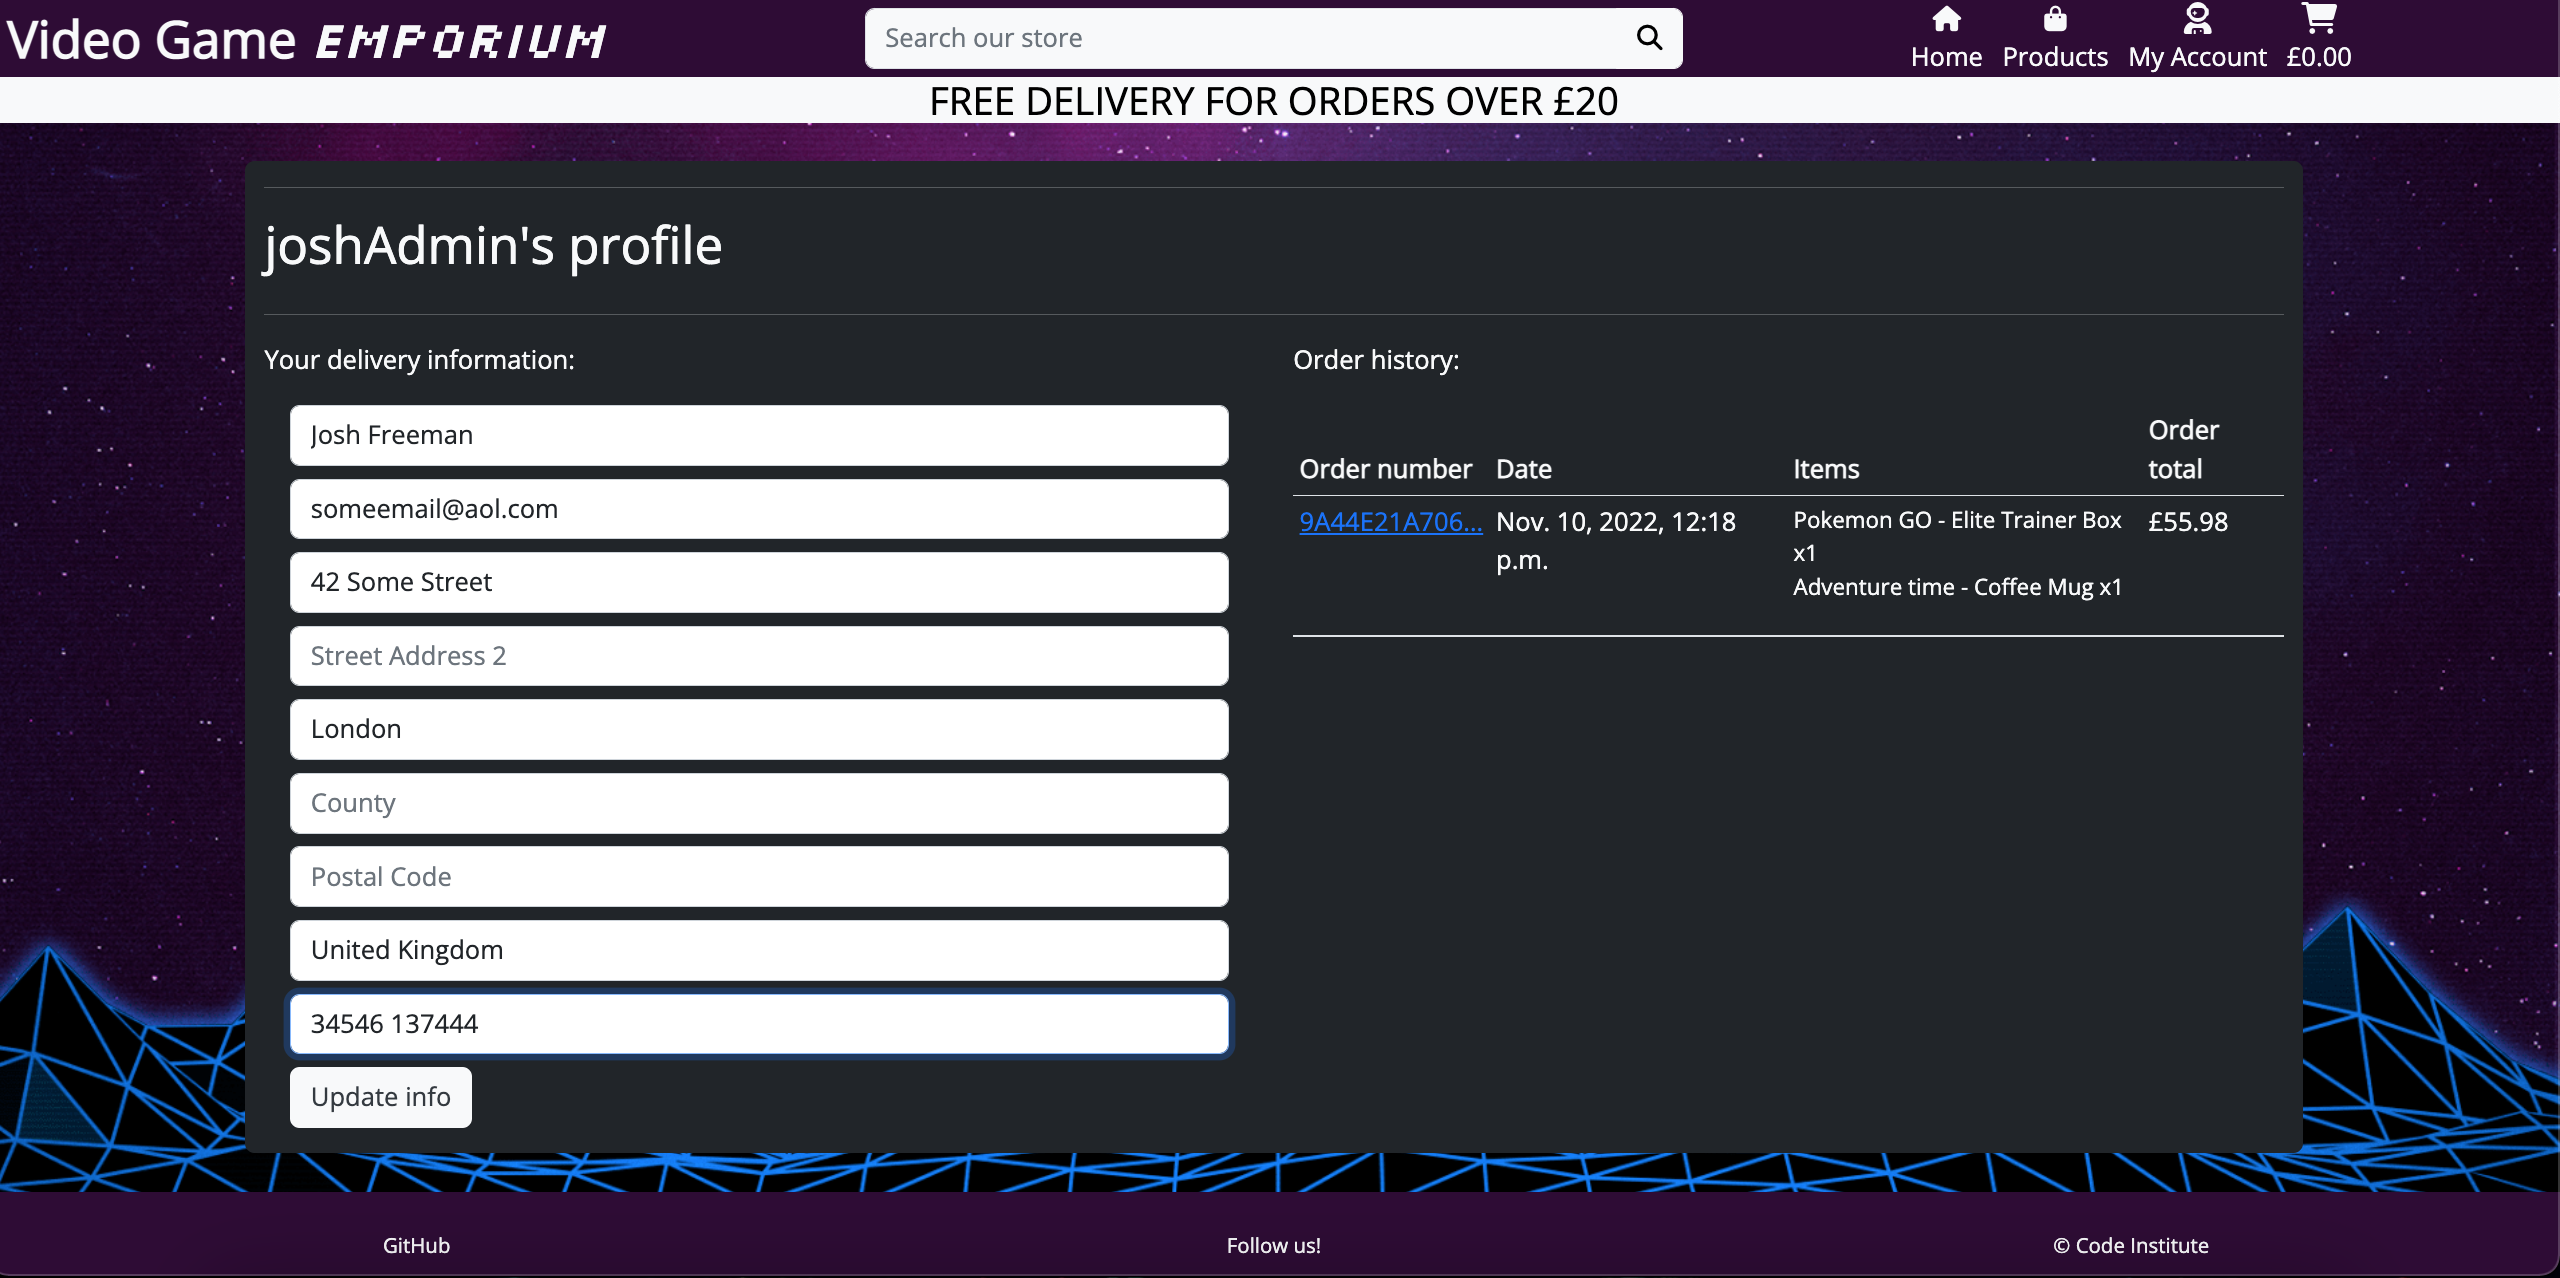 Video Game EMPORIUM
Search our store
Home
Products
My Account
£0.00
FREE DELIVERY FOR ORDERS OVER £20
joshAdmin's profile
Your delivery information:
Josh Freeman
someemail@aol.com
42 Some Street
Street Address 2
London
County
Postal Code
United Kingdom
34546 137444
Update info
Order history:
Order number
Date
Items
Order
total
9A44E21A706...
Nov. 10, 2022, 12:18
p.m.
Pokemon GO - Elite Trainer Box
x1
Adventure time - Coffee Mug x1
£55.98
GitHub
Follow us!
© Code Institute